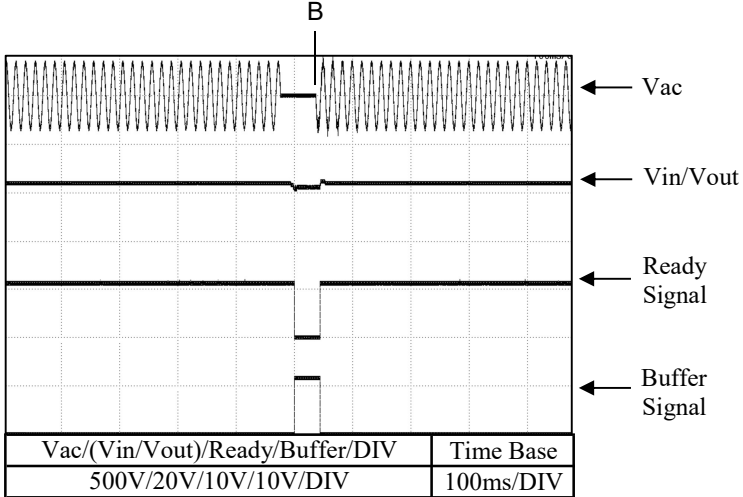 B
Vac
Vin/Vout
Ready
Signal
Buffer
Signal
Vac/(Vin/Vout)/Ready/Buffer/DIV Time Base
500V/20V/10V/10V/DIV 100ms/DIV